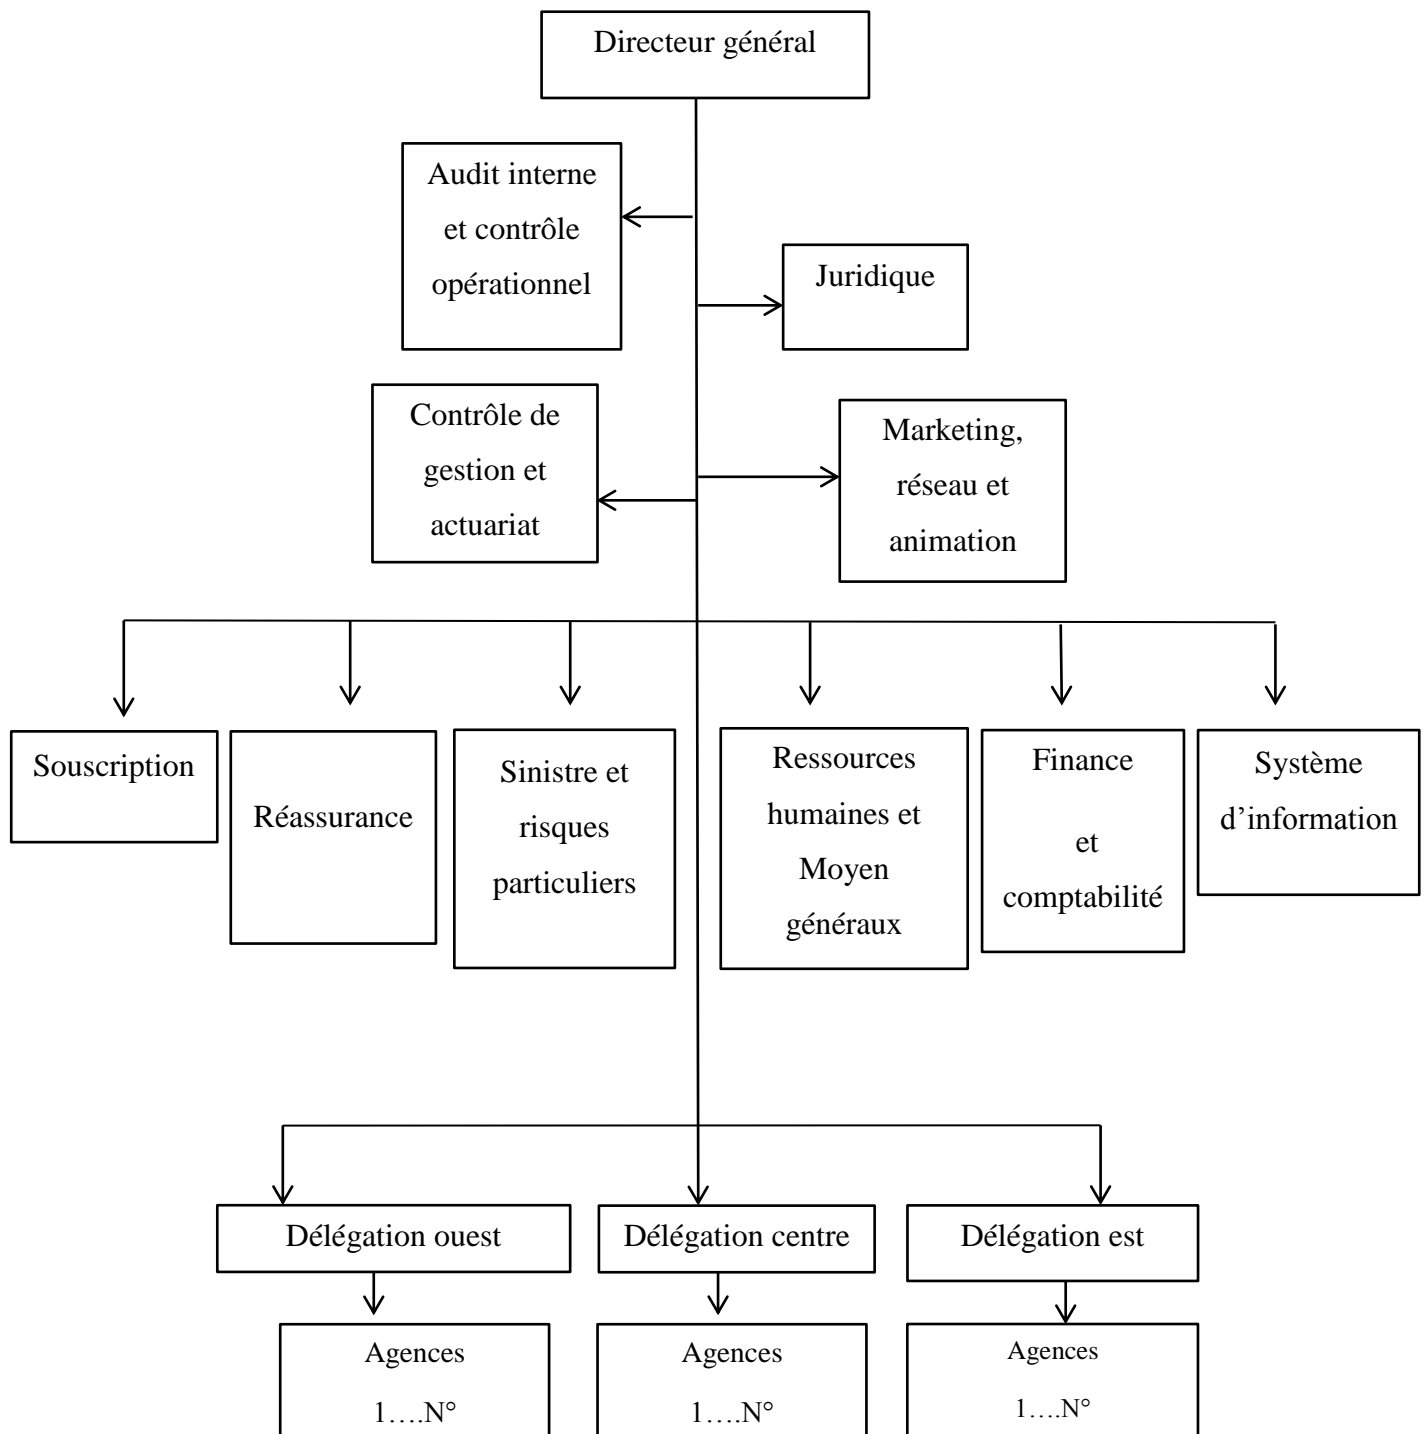 Directeur général
Audit interne
et contrôle
opérationnel
Juridique
Contrôle de
gestion et
actuariat
Marketing,
réseau et
animation
Souscription
Réassurance
Sinistre et
risques
particuliers
Ressources
humaines et
Moyen
généraux
Finance
et
comptabilité
Système
d’information
Délégation ouest
Délégation centre
Délégation est
Agences
1….N°
Agences
1….N°
Agences
1….N°